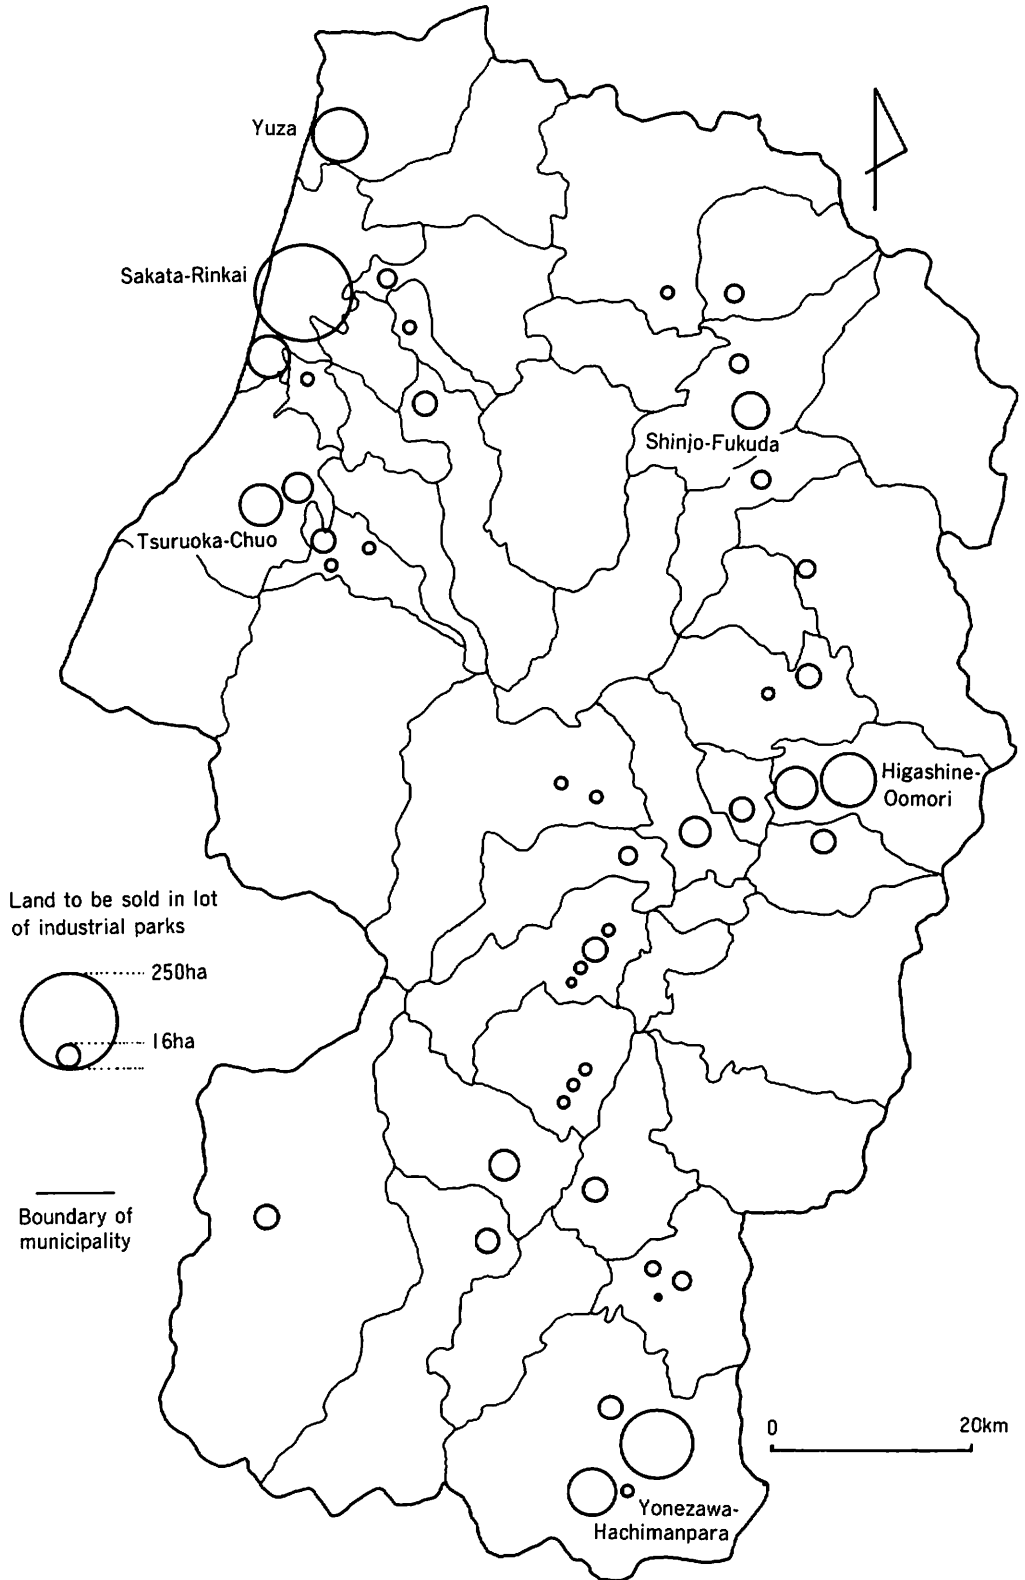 Yuza
Sakata-Rinkai
Shinjo-Fukuda
Tsuruoka-Chuo
Higashine-
Oomori
Land to be sold in lot
of industrial parks
250ha
16ha
Boundary of
municipality
0 20km
Yonezawa-
Hachimanpara